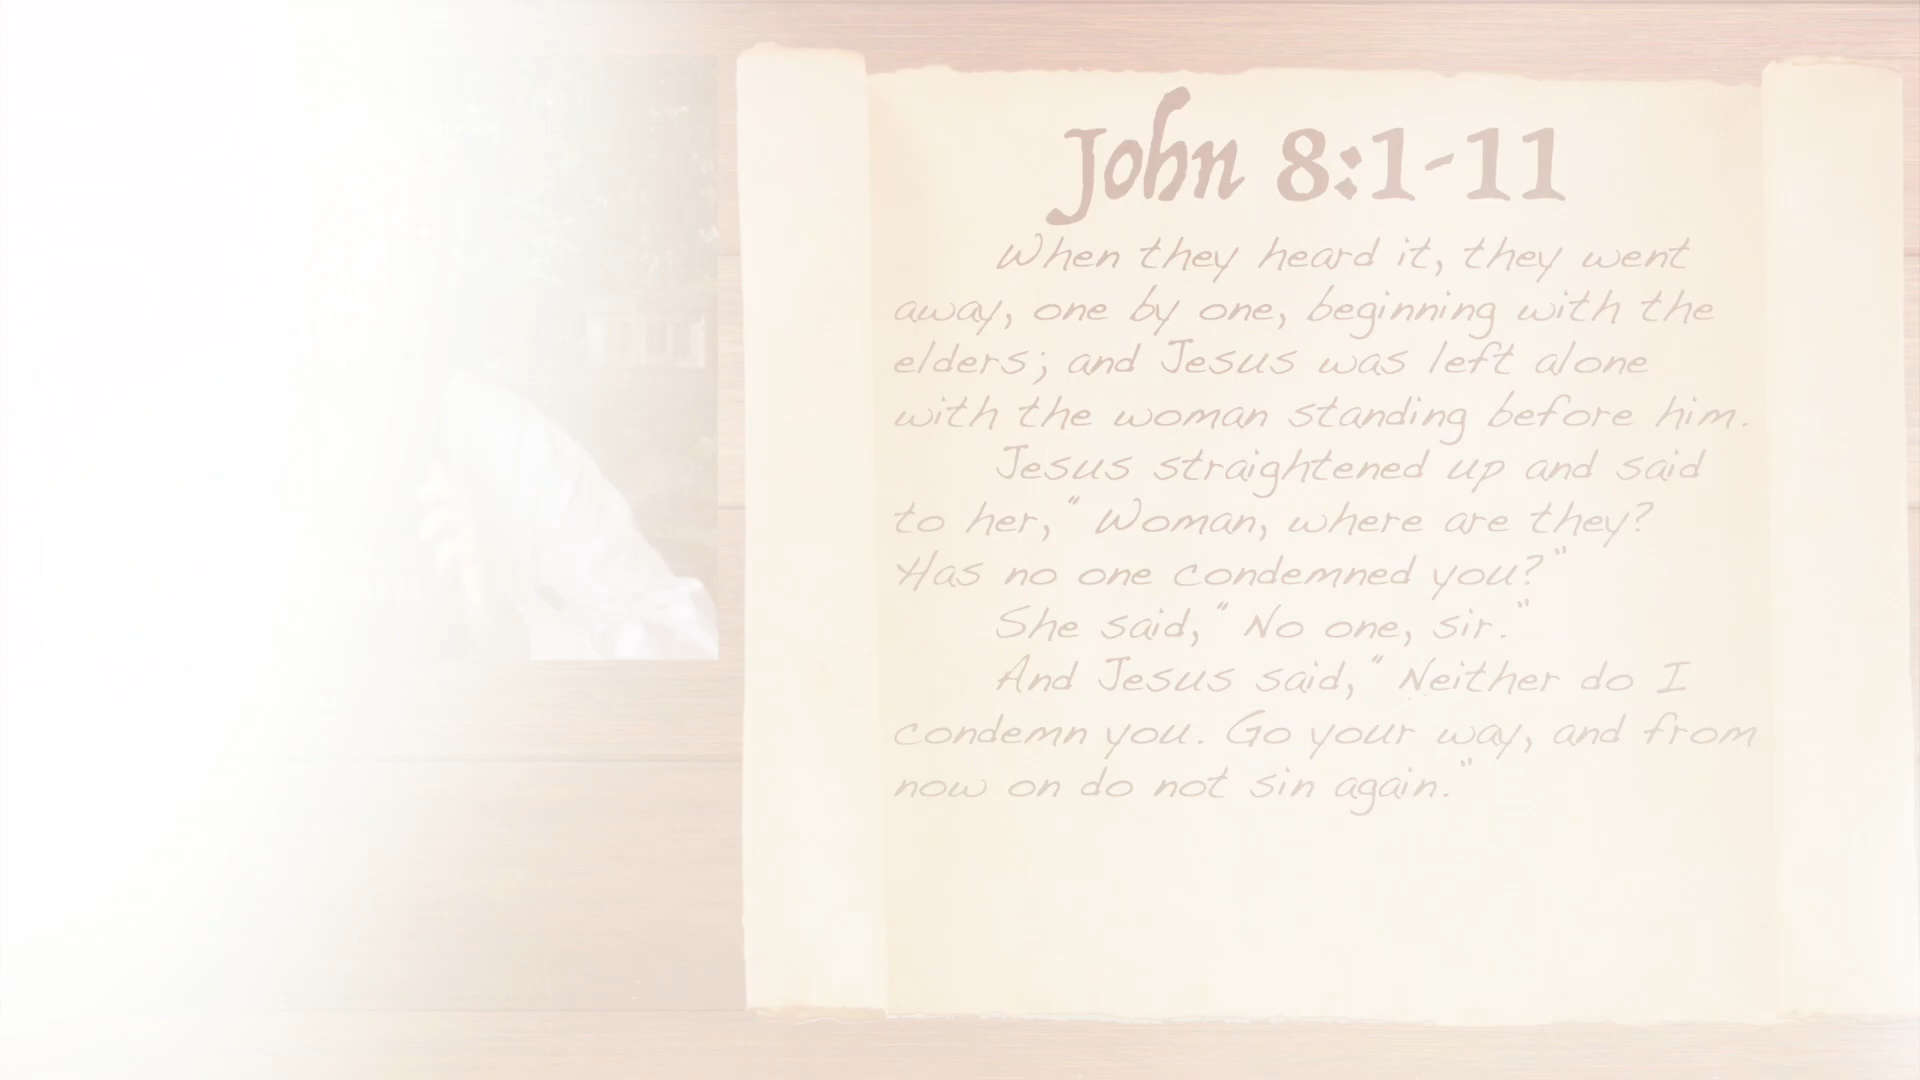 John 8:1-11
When they heard it, they went
away, one by one, beginning with the
elders; and Jesus was left alone
with the woman standing before him.
Jesus straightened up and said
to her, "Woman, where are they?
Has no one condemned you?"
She said, "No one, sir."
And Jesus said, "Neither do I
condemn you. Go your way, and from
now on do not sin again."